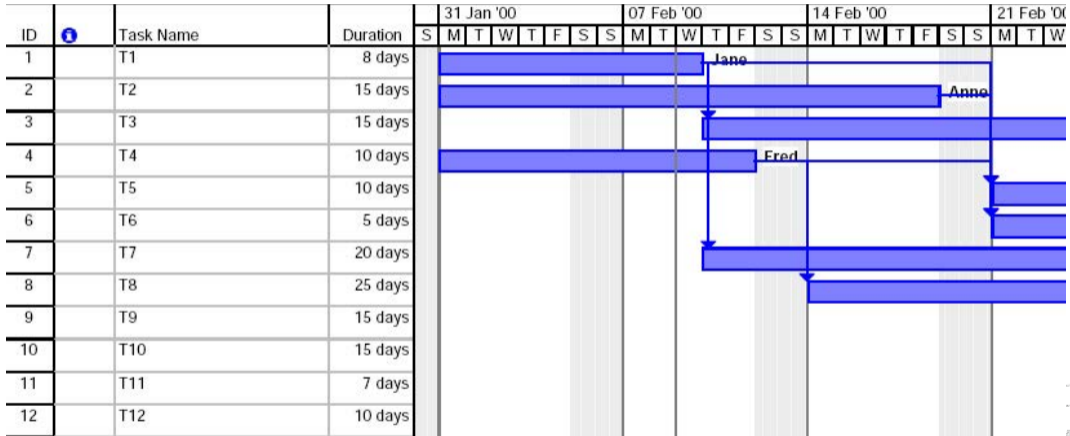 31 Jan '00 07 Feb '00 14 Feb '00 21 Feb '00
ID Task Name Duration S M T W T F S S M T W T F S S M T W T F S S M T W
1 T1 8 days Jane
2 T2 15 days Anne
3 T3 15 days
4 T4 10 days Fred
5 T5 10 days
6 T6 5 days
7 T7 20 days
8 T8 25 days
9 T9 15 days
10 T10 15 days
11 T11 7 days
12 T12 10 days